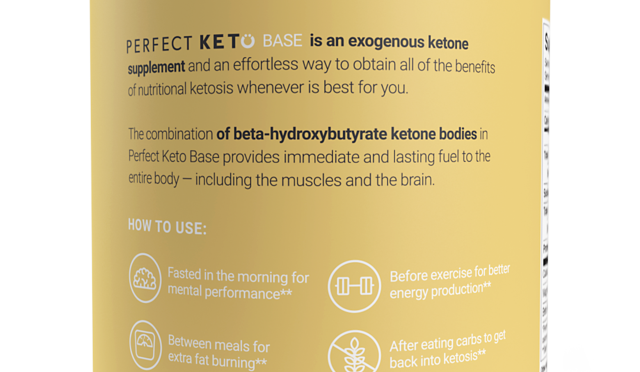 PERFECT KETO BASE is an exogenous ketone
supplement and an effortless way to obtain all of the benefits
of nutritional ketosis whenever is best for you.
The combination of beta-hydroxybutyrate ketone bodies in
Perfect Keto Base provides immediate and lasting fuel to the
entire body — including the muscles and the brain.
HOW TO USE:
Fasted in the morning for
mental performance**
Before exercise for better
energy production**
Between meals for
extra fat burning**
After eating carbs to get
back into ketosis**